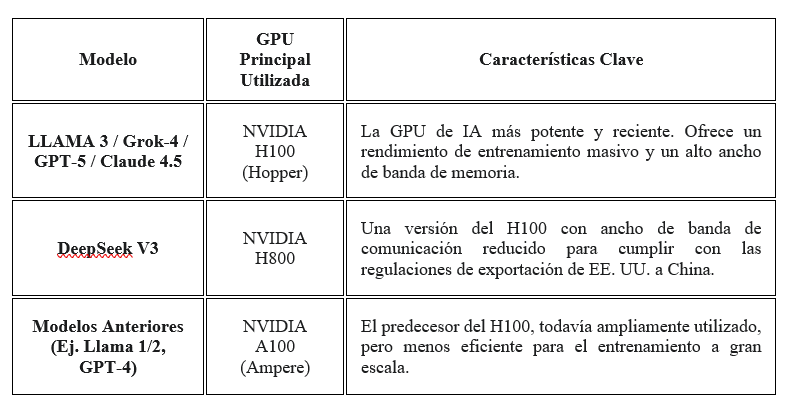 Modelo
GPU
Principal
Utilizada
Características Clave
LLAMA 3 / Grok-4 /
GPT-5 / Claude 4.5
NVIDIA
H100
(Hopper)
La GPU de IA más potente y reciente. Ofrece un
rendimiento de entrenamiento masivo y un alto ancho
de banda de memoria.
DeepSeek V3
NVIDIA
H800
Una versión del H100 con ancho de banda de
comunicación reducido para cumplir con las
regulaciones de exportación de EE. UU. a China.
Modelos Anteriores
(Ej. Llama 1/2,
GPT-4)
NVIDIA
A100
(Ampere)
El predecesor del H100, todavía ampliamente utilizado,
pero menos eficiente para el entrenamiento a gran
escala.